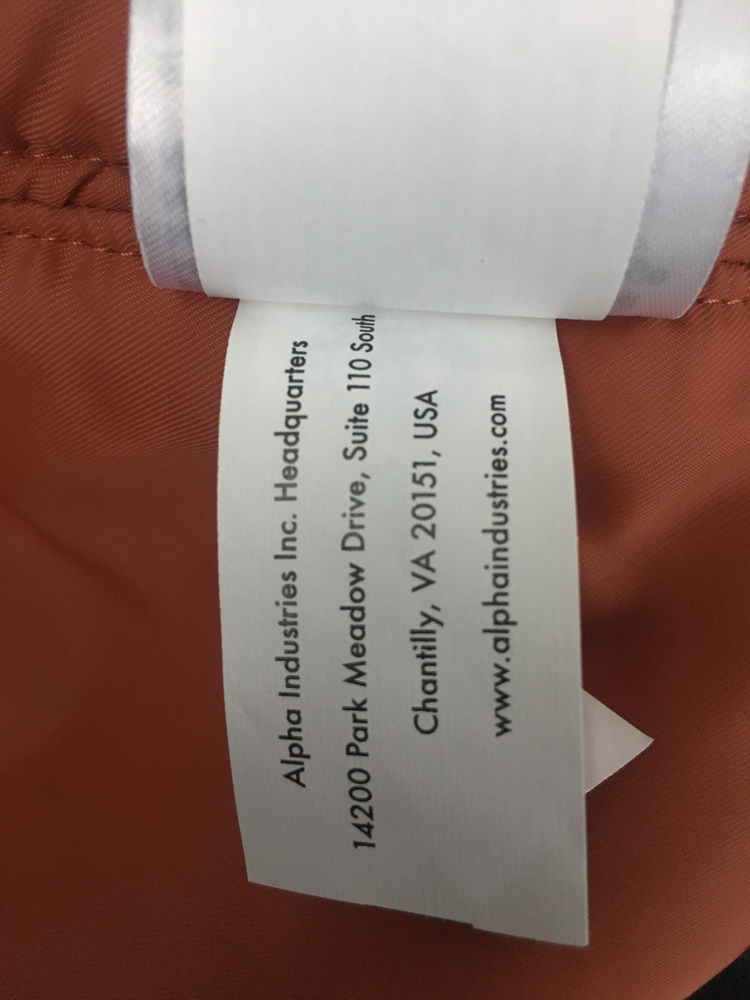 Alpha Industries Inc. Headquarters
14200 Park Meadow Drive, Suite 110 South
Chantilly, VA 20151, USA
www.alphaindustries.com